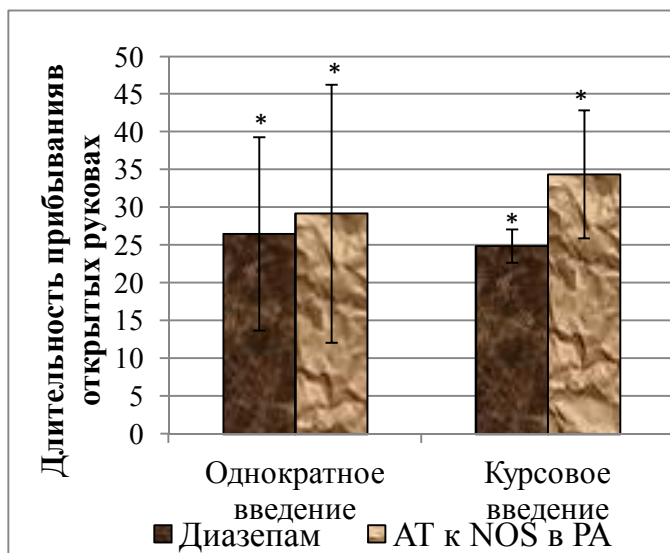 Длительность прибыванияв
открытых руковах
50
45
40
35
30
25
20
15
10
5
0
*
*
*
*
Однократное
введение
Курсовое
введение
Диазепам
АТ к NOS в РА